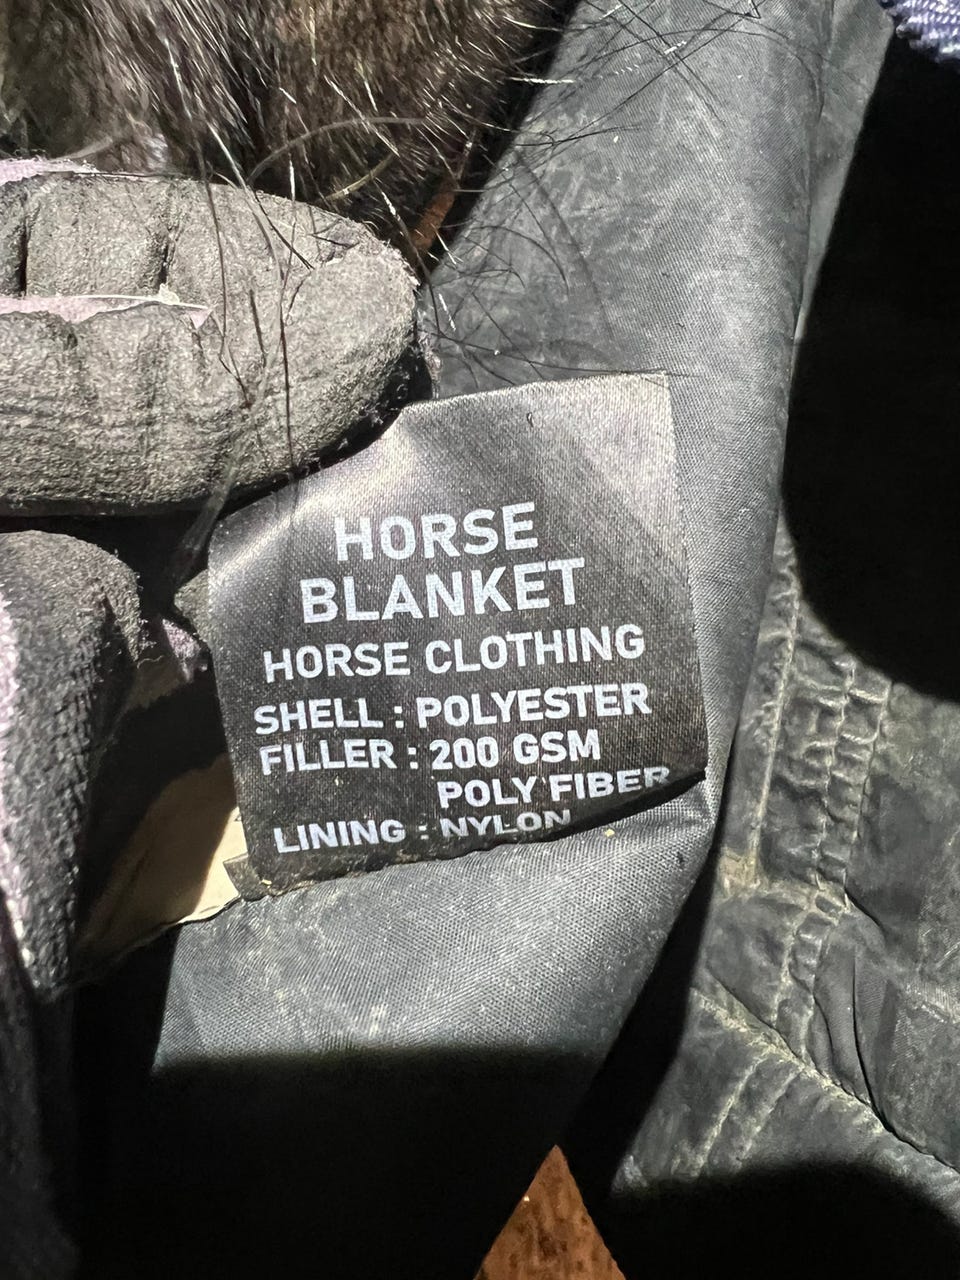 HORSE
BLANKET
HORSE CLOTHING
SHELL : POLYESTER
FILLER : 200 GSM
POLY FIBER
LINING : NYLON